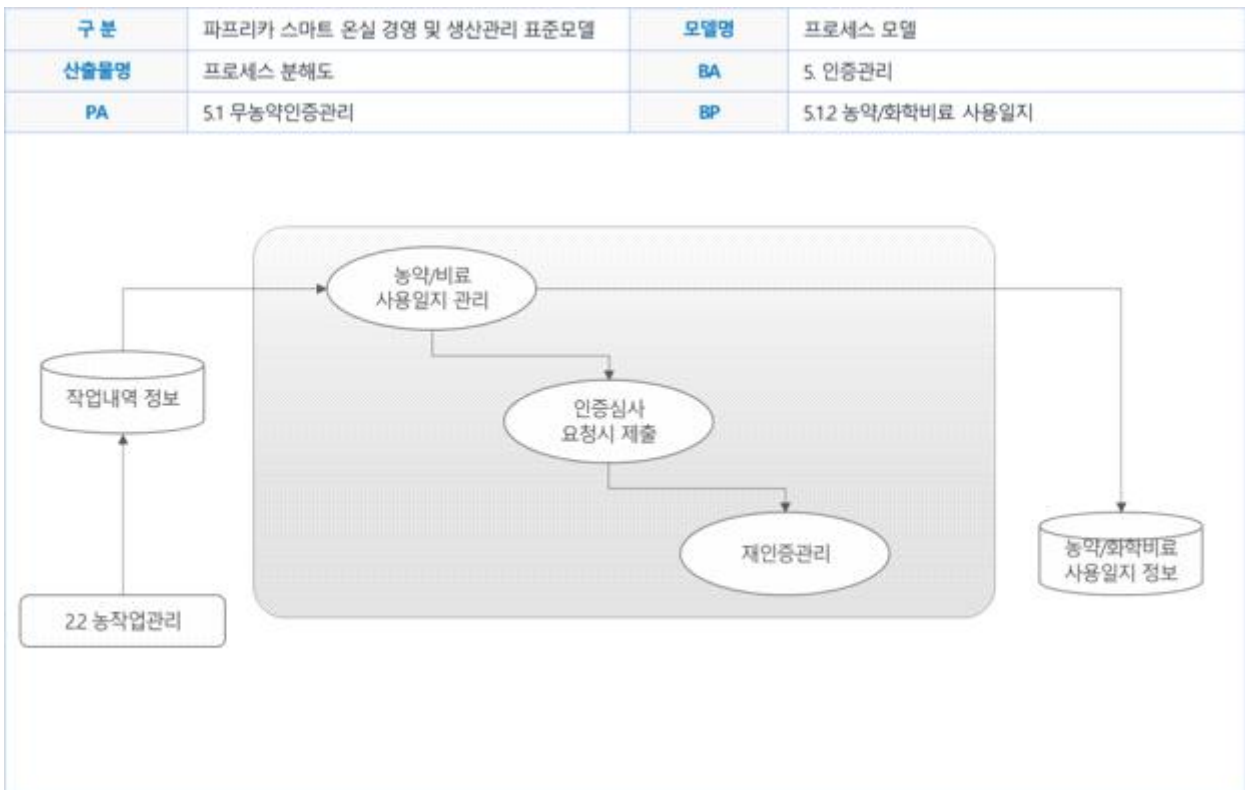 구 분 파프리카 스마트 온실 경영 및 생산관리 표준모델 모델명 프로세스 모델
산출물명 프로세스 분해도 BA 5. 인증관리
PA 5.1 무농약인증관리 BP 5.1.2 농약/화학비료 사용일지
농약/비료
사용일지 관리
작업내역 정보
인증심사
요청시 제출
재인증관리
농약/화학비료
사용일지 정보
2.2 농작업관리